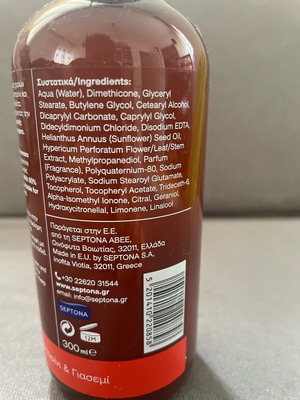 Συστατικά/Ingredients:
Aqua (Water), Dimethicone, Glyceryl
Stearate, Butylene Glycol, Cetearyl Alcohol,
Dicaprylyl Carbonate, Caprylyl Glycol,
Didecyldimonium Chloride, Disodium EDTA,
Helianthus Annuus (Sunflower) Seed Oil,
Hypericum Perforatum Flower/Leaf/Stem
Extract, Methylpropanediol, Parfum
(Fragrance), Polyquaternium-80, Sodium
Polyacrylate, Sodium Stearoyl Glutamate,
Tocopherol, Tocopheryl Acetate, Trideceth-6,
Alpha-Isomethyl Ionone, Citral, Geraniol,
Hydroxycitronellal, Limonene, Linalool
Παράγεται στην Ε.Ε.
από τη SEPTONA ΑΒΕΕ,
Οινόφυτα Βοιωτίας, 32011, Ελλάδα
Made in E.U. by SEPTONA S.A.
Inofita Viotia, 32011, Greece
+30 22620 31544
www.septona.gr
email: info@septona.gr
SEPTONA
12M
300 ml e
5201410220858
& Γιασεμί